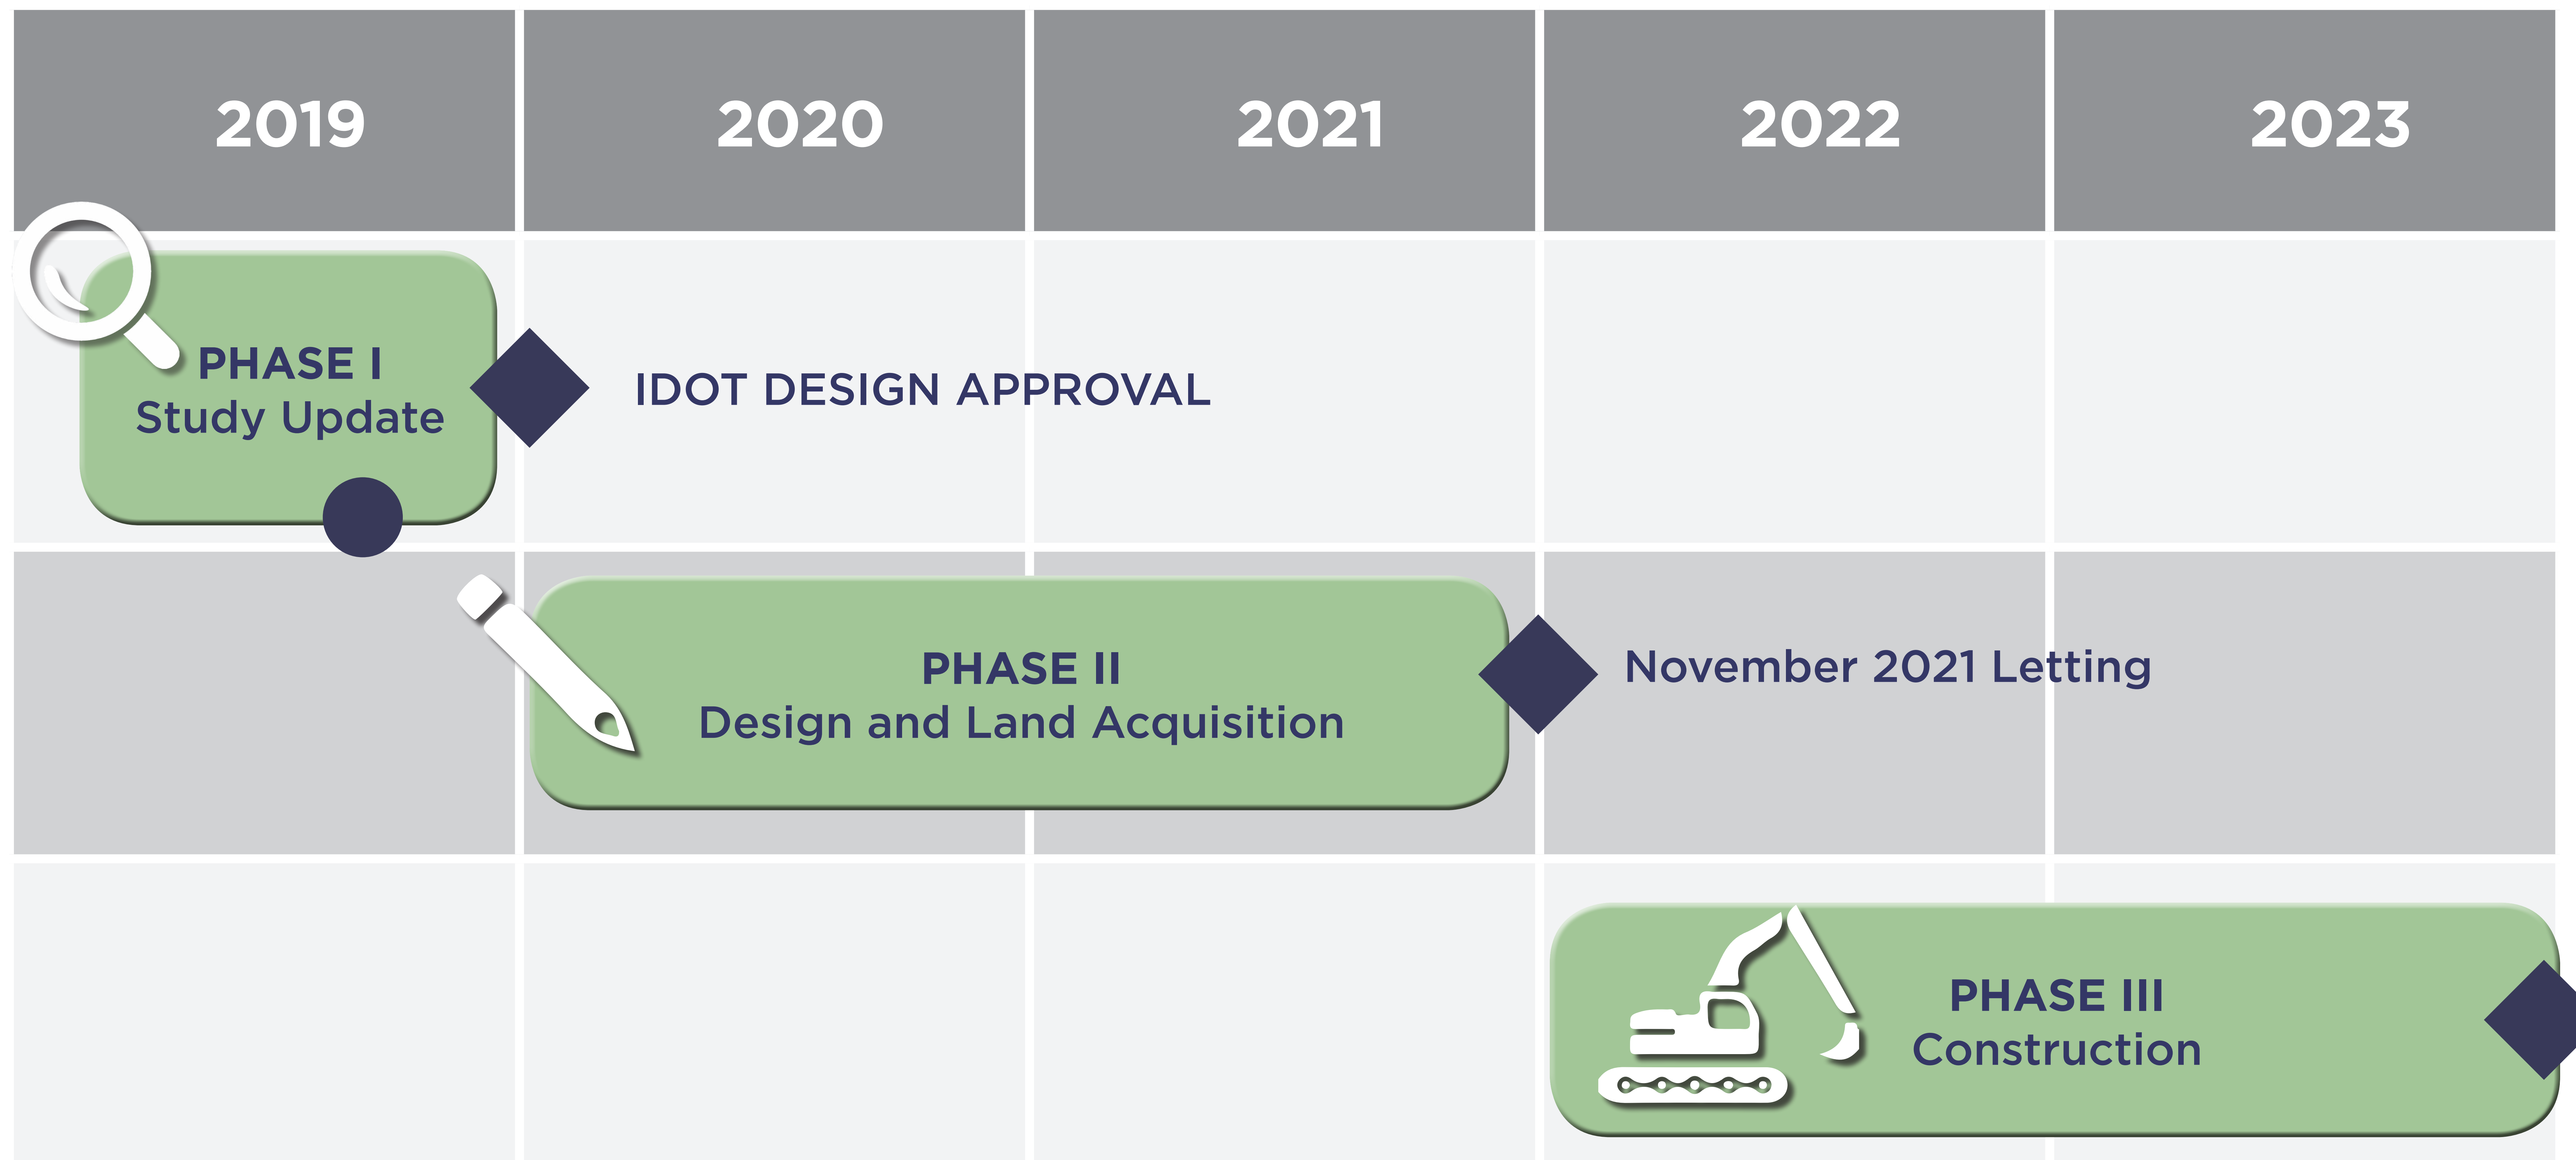 2019
2020
2021
2022
2023
PHASE I
Study Update
IDOT DESIGN APPROVAL
PHASE II
Design and Land Acquisition
November 2021 Letting
PHASE III
Construction